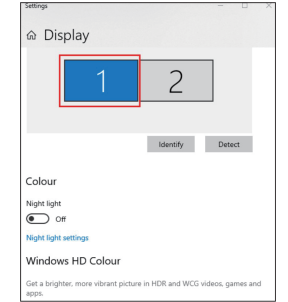 Settings
Display
1 2
Identify Detect
Colour
Night light
Off
Night light settings
Windows HD Colour
Get a brighter, more vibrant picture in HDR and WCG videos, games and
apps.